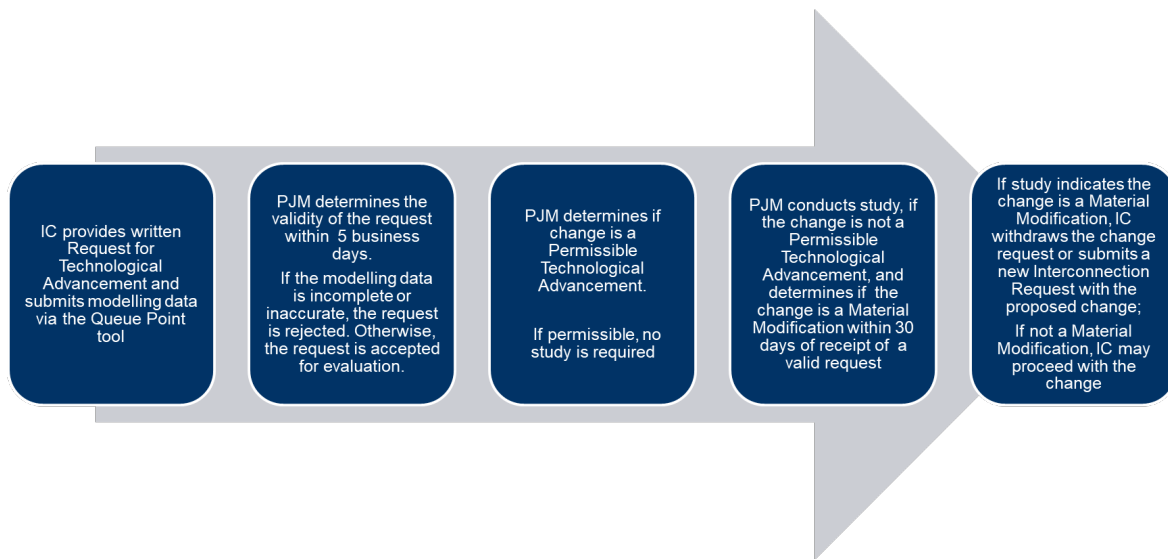 IC provides written
Request for
Technological
Advancement and
submits modelling data
via the Queue Point
tool
PJM determines the
validity of the request
within 5 business
days.
If the modelling data
is incomplete or
inaccurate, the request
is rejected. Otherwise,
the request is accepted
for evaluation.
PJM determines if
change is a
Permissible
Technological
Advancement.
If permissible, no
study is required
PJM conducts study, if
the change is not a
Permissible
Technological
Advancement, and
determines if the
change is a Material
Modification within 30
days of receipt of a
valid request
If study indicates the
change is a Material
Modification, IC
withdraws the change
request or submits a
new Interconnection
Request with the
proposed change;
If not a Material
Modification, IC may
proceed with the
change